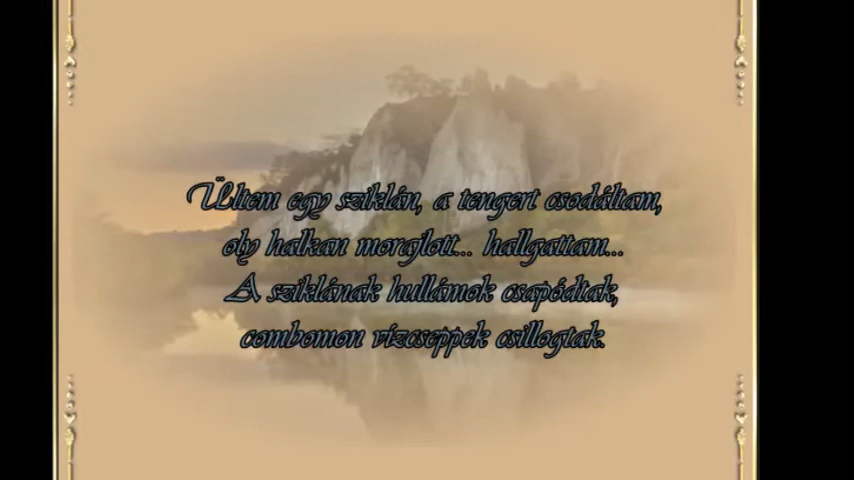 Ültem egy sziklán, a tengert csodáltam,
oly halkan morajlott... hallgattam...
A sziklának hullámok csapódtak,
combomon vízcseppek csillogtak.